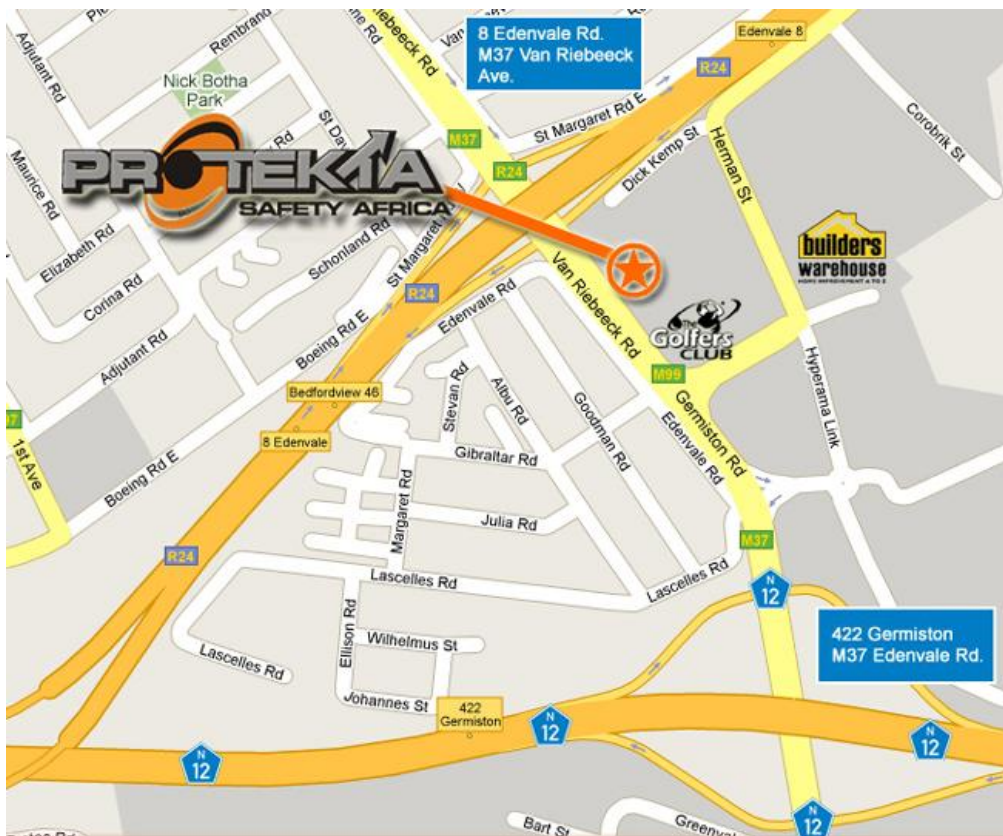 Rembrand
Adjutant Rd
Riebeeck Rd
8 Edenvale Rd.
M37 Van Riebeeck
Ave.
Edenvale 8
R24
Nick Botha
Park
St Margaret Rd E
M37
R24
Dick Kemp St
Herman St
Corobrik St
Maurice Rd
PROTEKTA
SAFETY AFRICA
Elizabeth Rd
Schonland Rd
St Margaret
Corina Rd
R24
Edenvale Rd
Van Riebeeck Rd
builders
warehouse
HOME IMPROVEMENT A TO Z
The
Golfers
CLUB
Adjutant Rd
Boeing Rd E
M99
Hyperama Link
Bedfordview 46
Stevan Rd
Albu Rd
Goodman Rd
Edenvale Rd
Germiston Rd
1st Ave
8 Edenvale
Gibraltar Rd
Boeing Rd E
Margaret Rd
Julia Rd
R24
M37
Lascelles Rd
Lascelles Rd
N
12
Ellison Rd
Wilhelmus St
Lascelles Rd
422 Germiston
M37 Edenvale Rd.
Johannes St
422
Germiston
N
12
N
12
N
12
N
12
Bart St